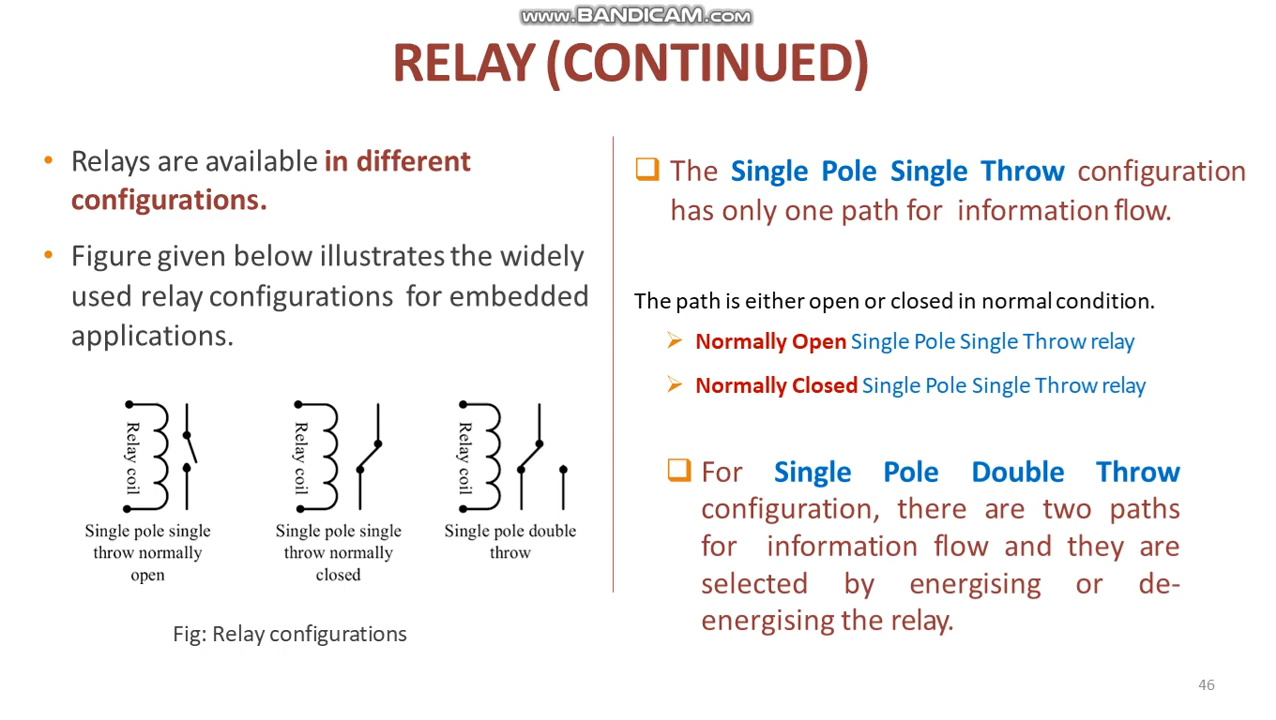 www.BANDICAM.com
RELAY (CONTINUED)
• Relays are available in different
configurations.
• Figure given below illustrates the widely
used relay configurations for embedded
applications.
Relay coil
Relay coil
Relay coil
Single pole single
throw normally
open
Single pole single
throw normally
closed
Single pole double
throw
Fig: Relay configurations
❑ The Single Pole Single Throw configuration
has only one path for information flow.
The path is either open or closed in normal condition.
➢ Normally Open Single Pole Single Throw relay
➢ Normally Closed Single Pole Single Throw relay
❑ For Single Pole Double Throw
configuration, there are two paths
for information flow and they are
selected by energising or de-
energising the relay.
46